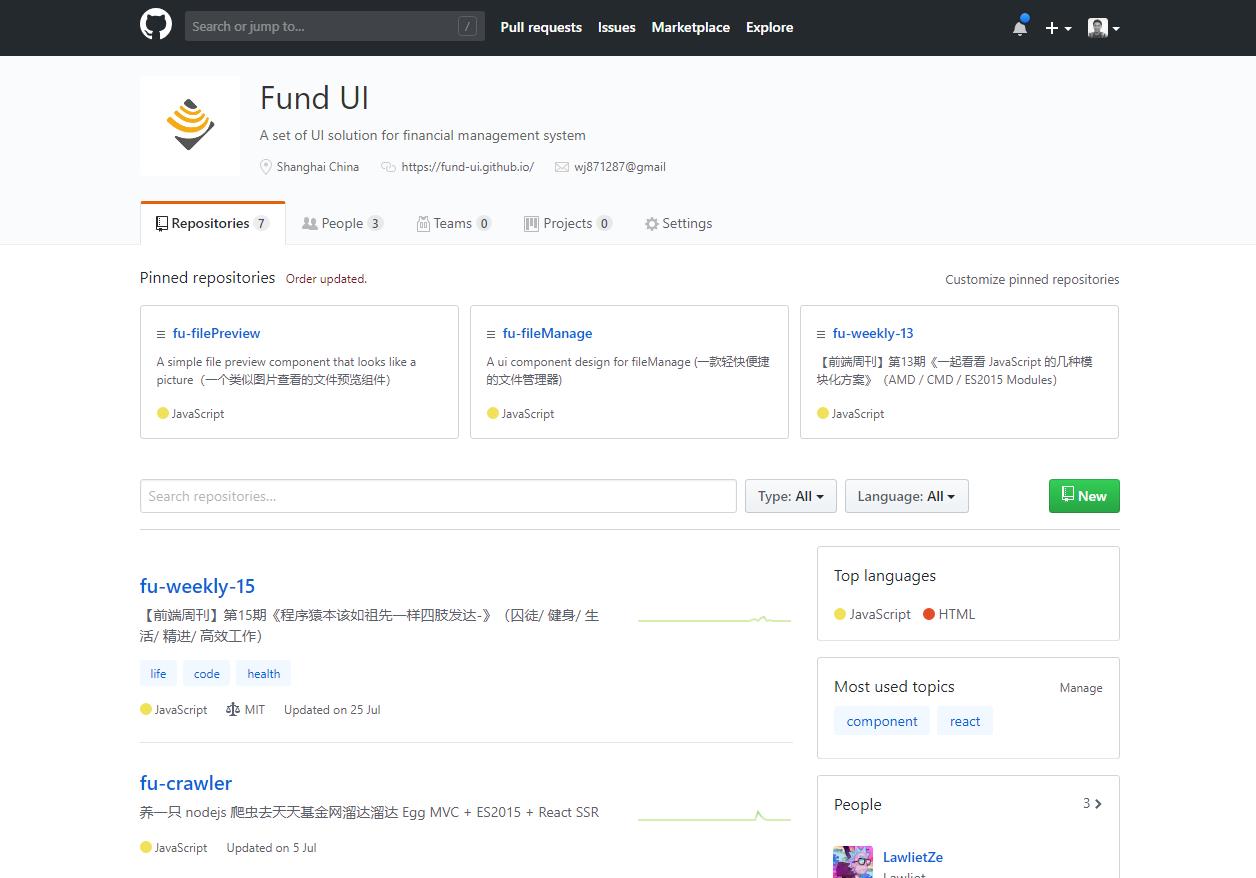 Search or jump to... / Pull requests Issues Marketplace Explore
Fund UI
A set of UI solution for financial management system
Shanghai China https://fund-ui.github.io/ wj871287@gmail
Repositories 7 People 3 Teams 0 Projects 0 Settings
Pinned repositories Order updated. Customize pinned repositories
fu-filePreview
A simple file preview component that looks like a
picture（一个类似图片查看的文件预览组件）
JavaScript
fu-fileManage
A ui component design for fileManage (一款轻快便捷
的文件管理器)
JavaScript
fu-weekly-13
【前端周刊】第13期《一起看看 JavaScript 的几种模
块化方案》（AMD / CMD / ES2015 Modules）
JavaScript
Search repositories... Type: All Language: All New
fu-weekly-15
【前端周刊】第15期《程序猿本该如祖先一样四肢发达-》（囚徒/ 健身/ 生
活/ 精进/ 高效工作）
life code health
JavaScript MIT Updated on 25 Jul
fu-crawler
养一只 nodejs 爬虫去天天基金网溜达溜达 Egg MVC + ES2015 + React SSR
JavaScript Updated on 5 Jul
Top languages
JavaScript HTML
Most used topics Manage
component react
People 3
LawlietZe
Lawliet